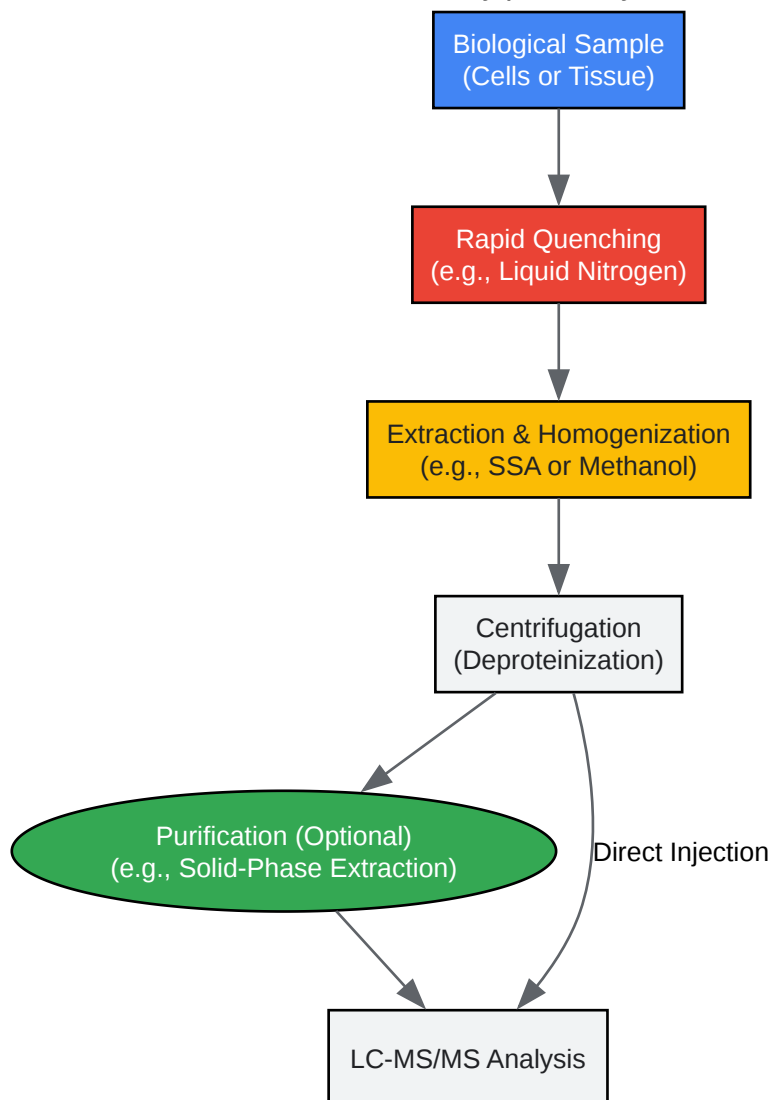 Biological Sample
(Cells or Tissue)
Rapid Quenching
(e.g., Liquid Nitrogen)
Extraction & Homogenization
(e.g., SSA or Methanol)
Centrifugation
(Deproteinization)
Purification (Optional)
(e.g., Solid-Phase Extraction)
Direct Injection
LC-MS/MS Analysis